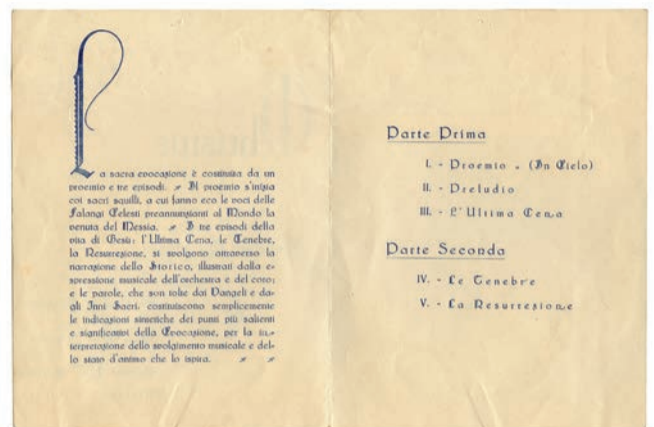 La sacra evocazione è costituita da un
proemio e tre episodi. Il proemio s'inizia
coi sacri squilli, a cui fanno eco le voci delle
Falangi Celesti preannunzianti al Mondo la
venuta del Messia. I tre episodi della
vita di Gesù: l'Ultima Cena, le Tenebre,
la Resurrezione, si svolgono attraverso la
narrazione dello Storico, illustrati dalla e-
spressione musicale dell'orchestra e del coro;
e le parole, che son tolte dai Vangeli e da-
gli Inni Sacri, costituiscono semplicemente
le indicazioni sintetiche dei punti più salienti
e significativi della Evocazione, per la in-
terpretazione dello svolgimento musicale e del-
lo stato d'animo che lo ispira.
Parte Prima
I. - Proemio - (In Cielo)
II. - Preludio
III. - L'Ultima Cena
Parte Seconda
IV. - Le Tenebre
V. - La Resurrezione